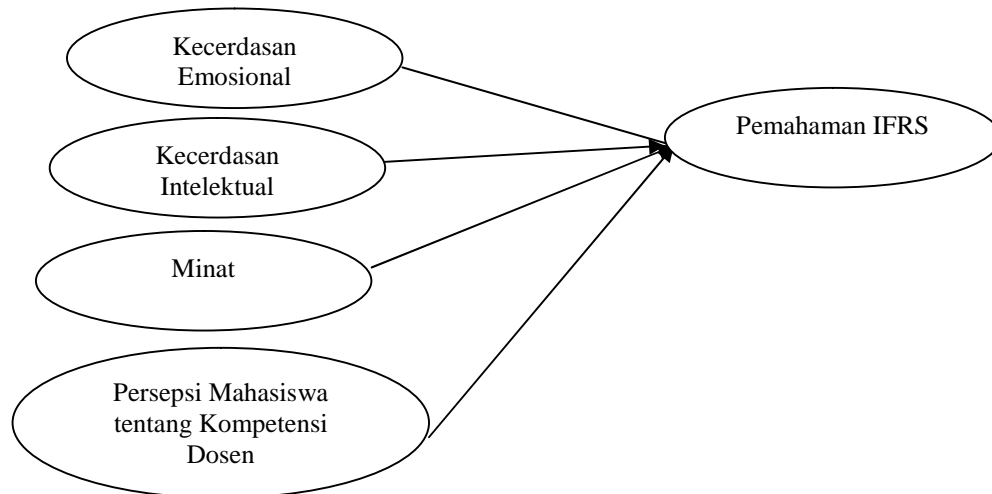 Kecerdasan
Emosional
Pemahaman IFRS
Kecerdasan
Intelektual
Minat
Persepsi Mahasiswa
tentang Kompetensi
Dosen